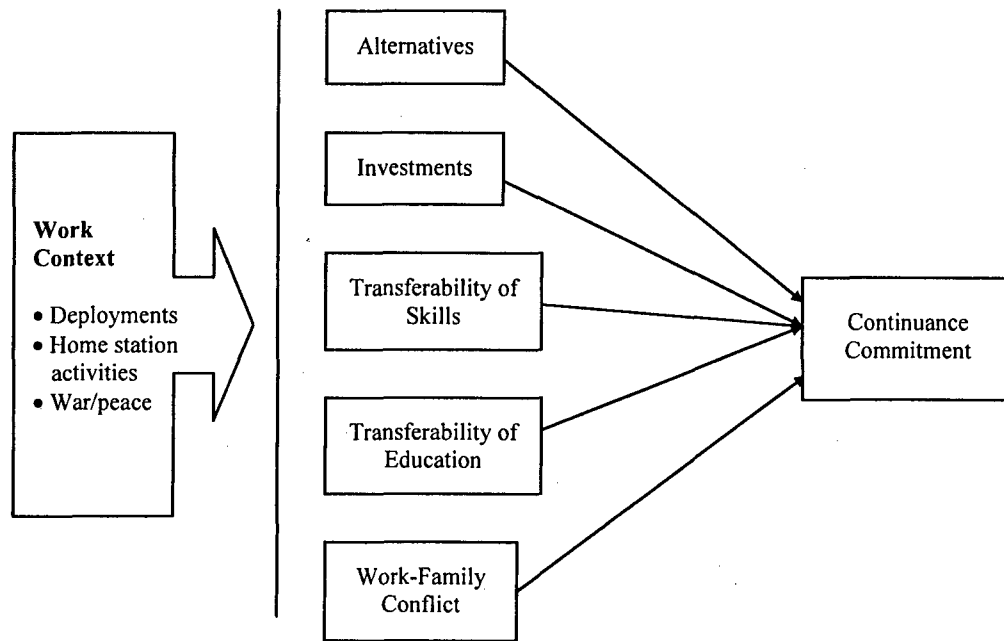 Work
Context
• Deployments
• Home station
activities
• War/peace
Alternatives
Investments
Transferability of
Skills
Transferability of
Education
Work-Family
Conflict
Continuance
Commitment